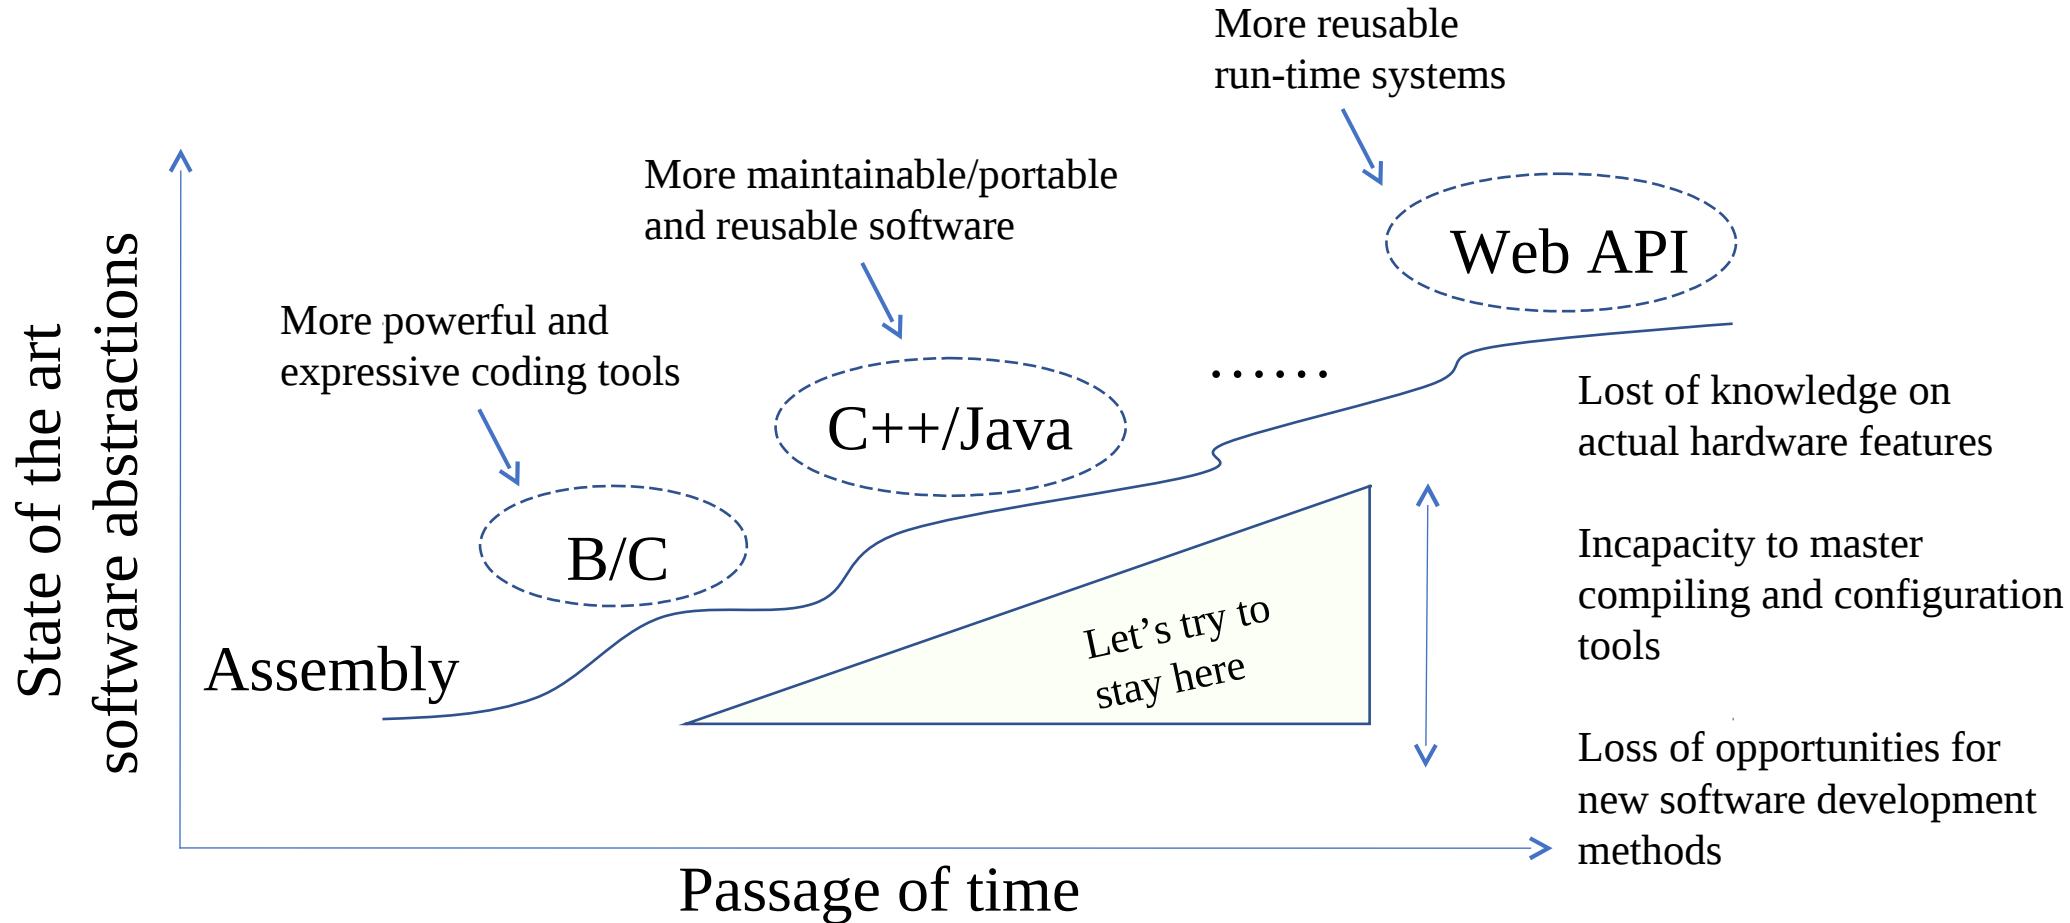 More reusable
run-time systems
More maintainable/portable
and reusable software
Web API
More powerful and
expressive coding tools
……
C++/Java
Lost of knowledge on
actual hardware features
B/C
Incapacity to master
compiling and configuration
tools
Let’s try to
stay here
Assembly
Loss of opportunities for
new software development
methods
State of the art
software abstractions
Passage of time